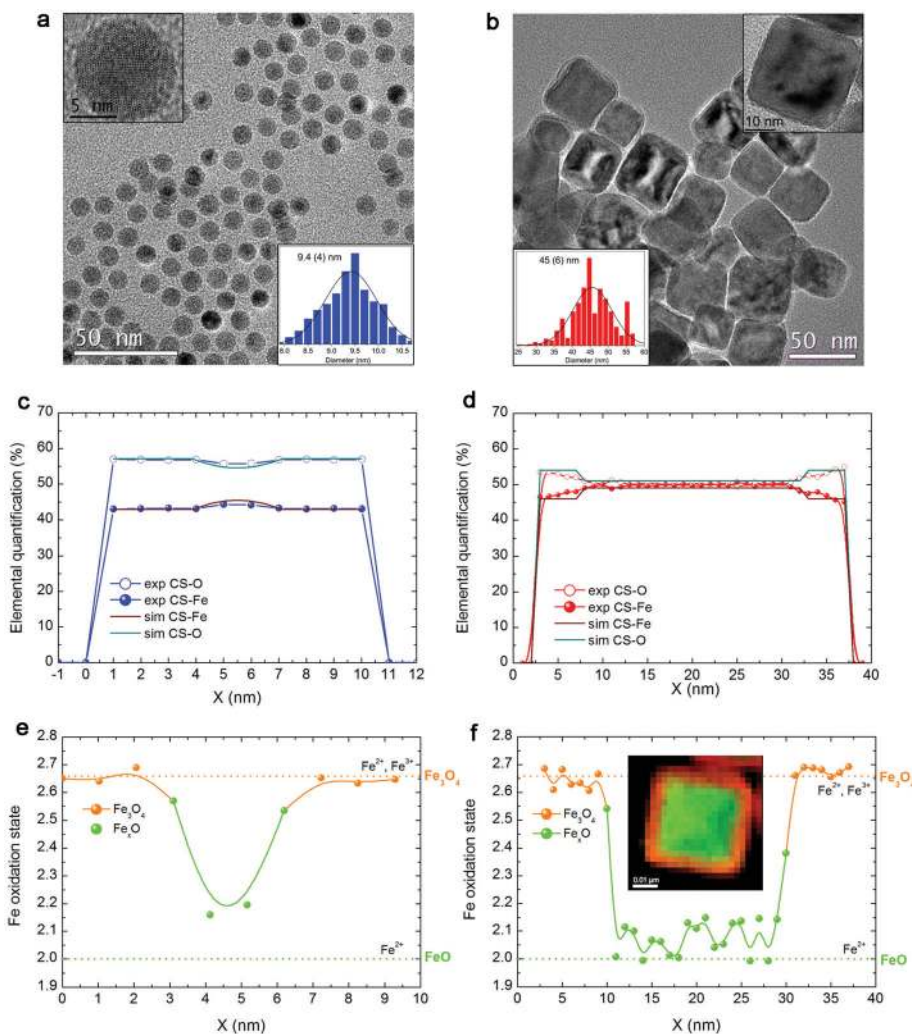 a
5 nm
9.4 (4) nm
8.0 8.5 9.0 9.5 10.0 10.5
Diameter (nm)
50 nm
b
10 nm
45 (6) nm
25 30 35 40 45 50 55 60
Diameter (nm)
50 nm
c
70
60
50
40
30
20
10
0
Elemental quantification (%)
exp CS-O
exp CS-Fe
sim CS-Fe
sim CS-O
-1 0 1 2 3 4 5 6 7 8 9 10 11 12
X (nm)
d
70
60
50
40
30
20
10
0
Elemental quantification (%)
exp CS-O
exp CS-Fe
sim CS-Fe
sim CS-O
0 5 10 15 20 25 30 35 40
X (nm)
e
2.8
2.7
2.6
2.5
2.4
2.3
2.2
2.1
2.0
1.9
Fe oxidation state
Fe²⁺, Fe³⁺
Fe₃O₄
Fe₃O₄
FeₓO
Fe²⁺
FeO
0 1 2 3 4 5 6 7 8 9 10
X (nm)
f
2.8
2.7
2.6
2.5
2.4
2.3
2.2
2.1
2.0
1.9
Fe oxidation state
Fe₃O₄
Fe²⁺, Fe³⁺
Fe₃O₄
FeₓO
0.01 µm
Fe²⁺
FeO
0 5 10 15 20 25 30 35 40
X (nm)